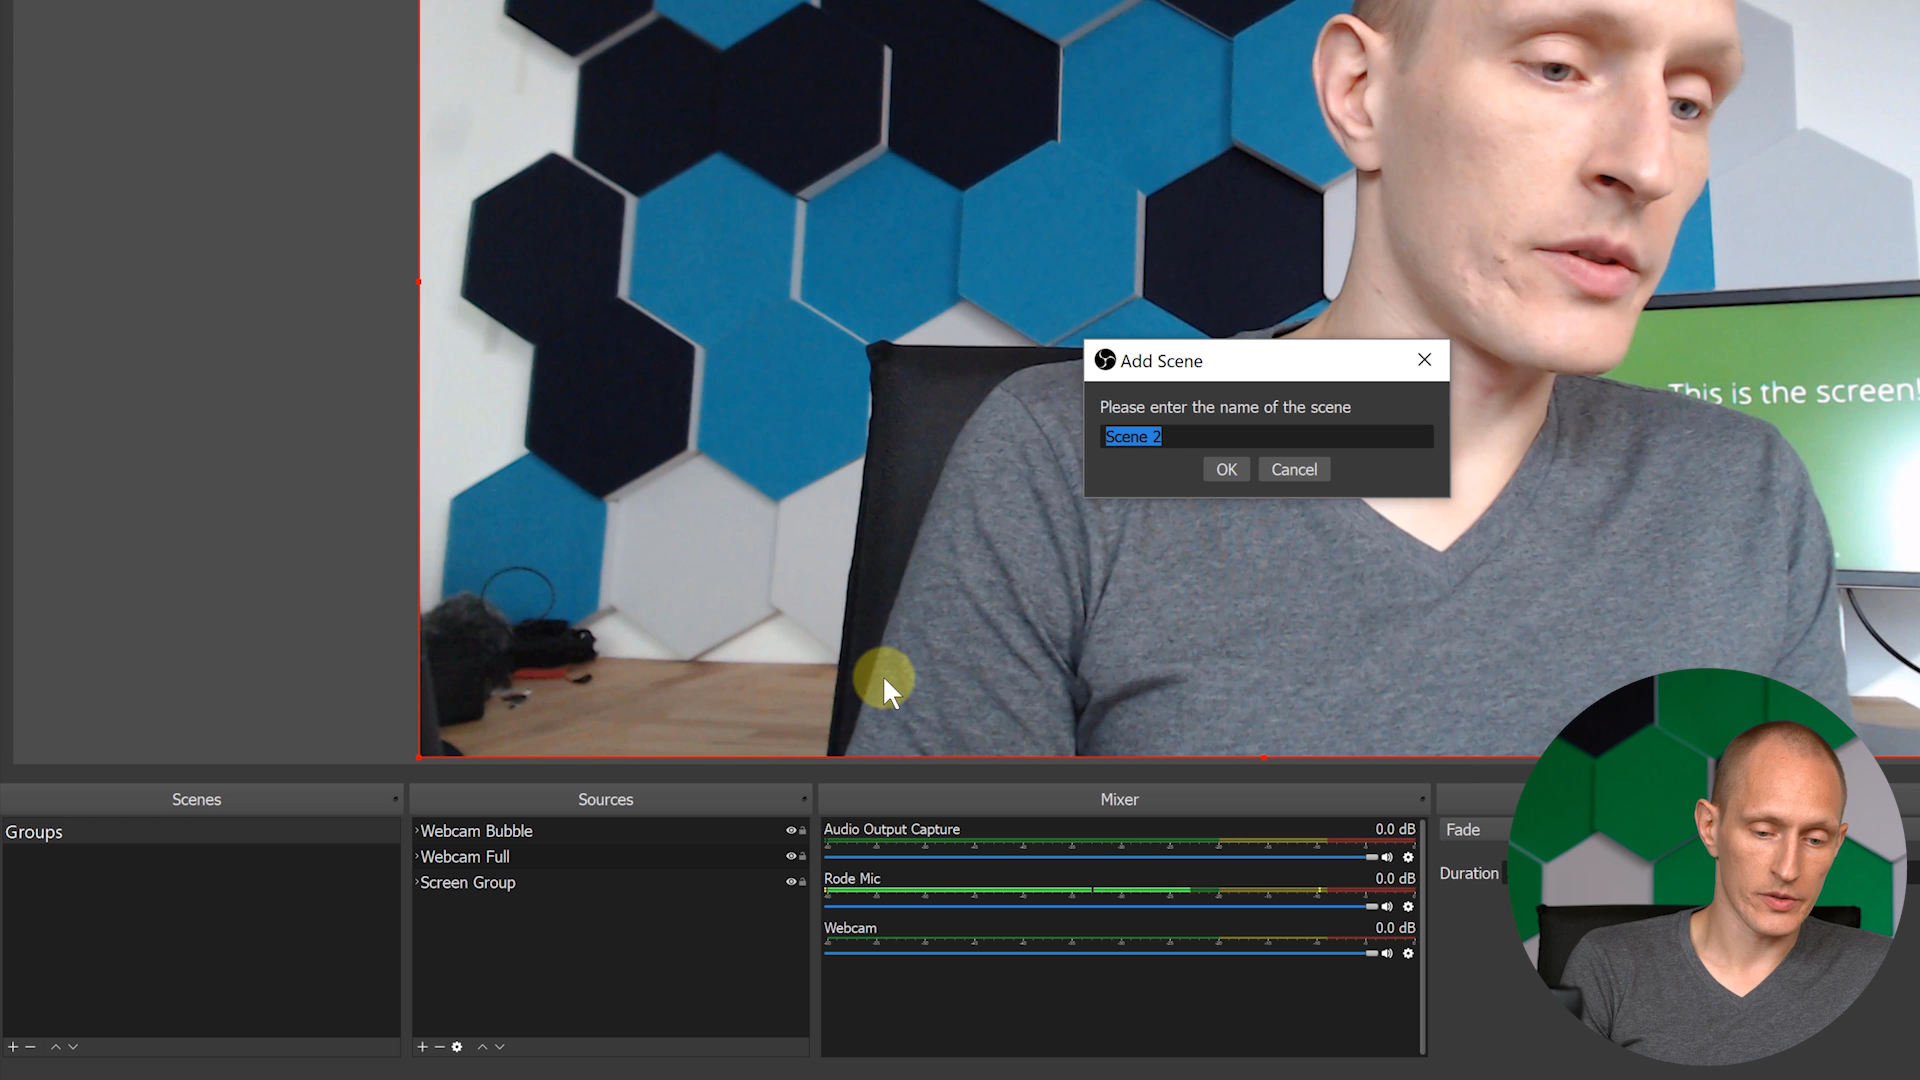 This is the screen!
Add Scene
Please enter the name of the scene
Scene 2
OK
Cancel
Scenes
Sources
Mixer
Groups
Webcam Bubble
Webcam Full
Screen Group
Audio Output Capture
0.0 dB
Rode Mic
0.0 dB
Webcam
0.0 dB
Fade
Duration